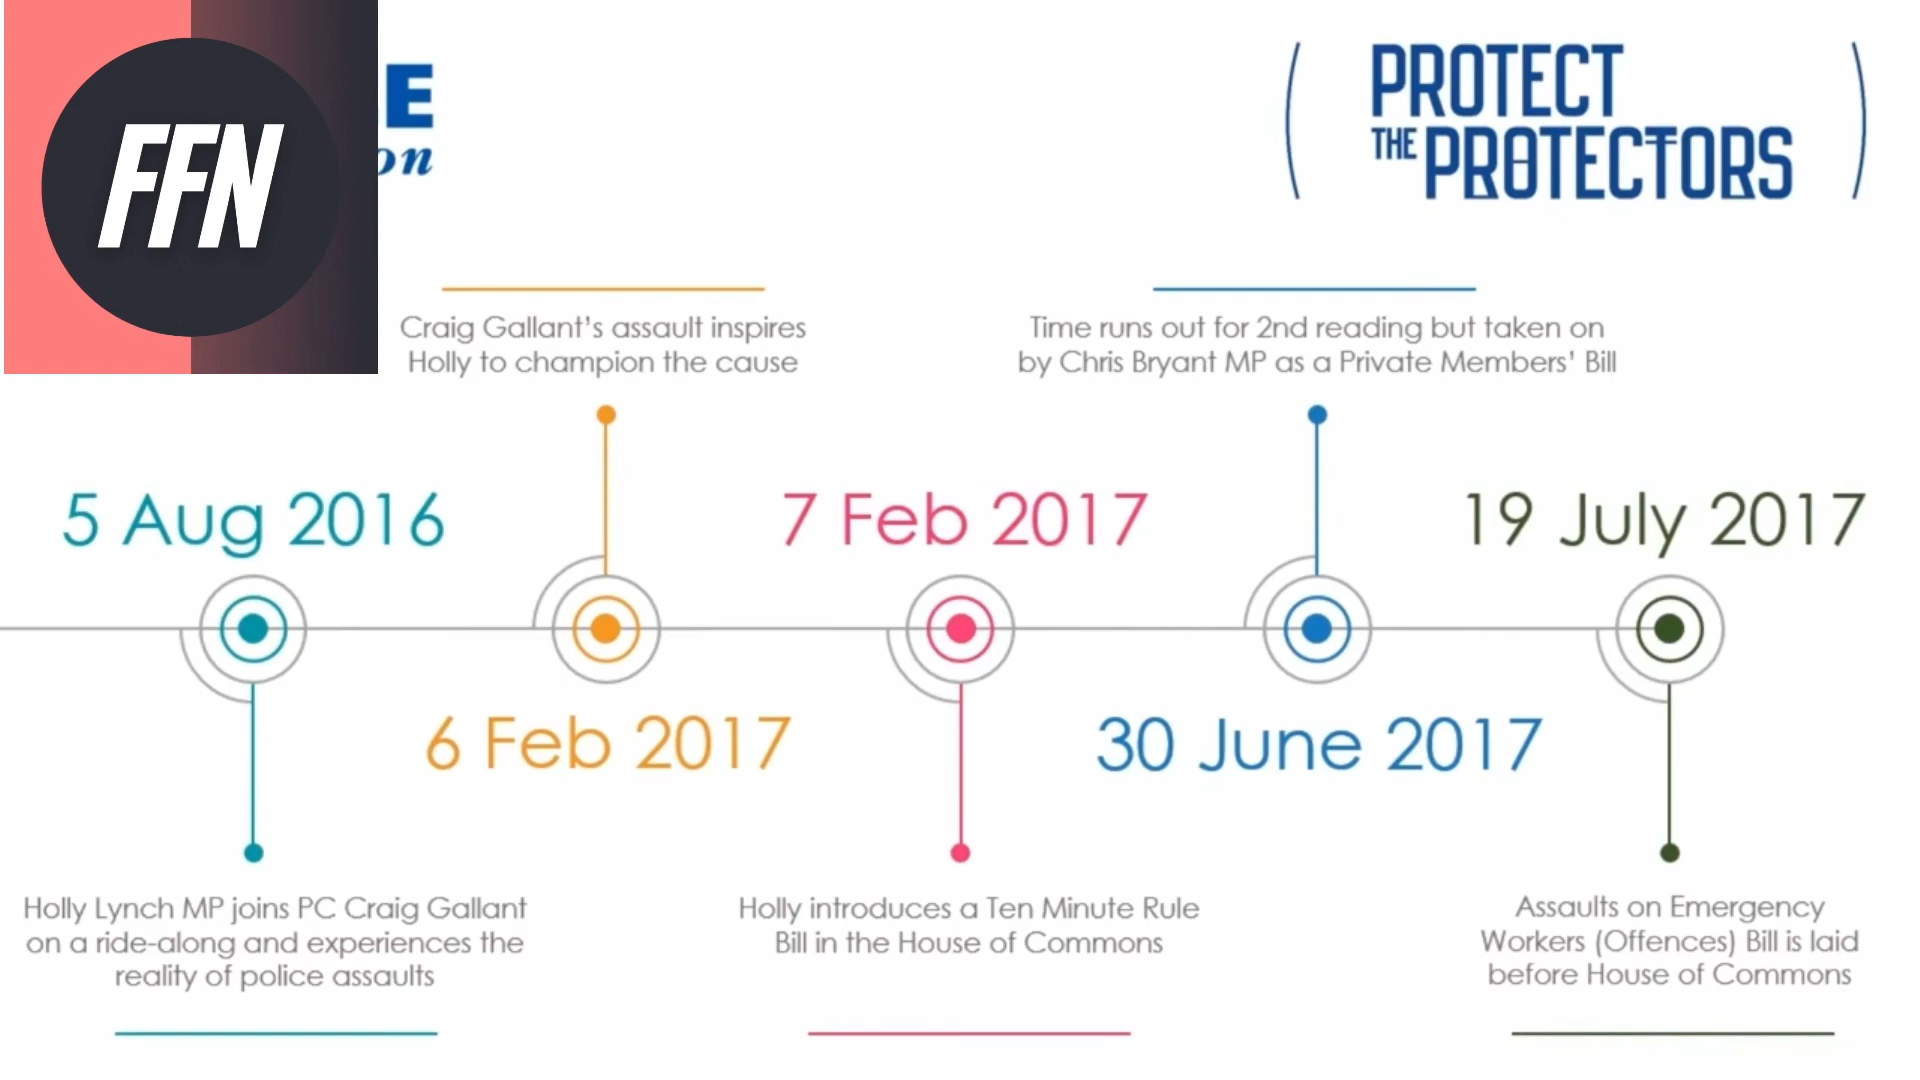 FFN
E
on
PROTECT
THE PROTECTORS
Craig Gallant's assault inspires
Holly to champion the cause
Time runs out for 2nd reading but taken on
by Chris Bryant MP as a Private Members' Bill
5 Aug 2016
7 Feb 2017
19 July 2017
6 Feb 2017
30 June 2017
Holly Lynch MP joins PC Craig Gallant
on a ride-along and experiences the
reality of police assaults
Holly introduces a Ten Minute Rule
Bill in the House of Commons
Assaults on Emergency
Workers (Offences) Bill is laid
before House of Commons